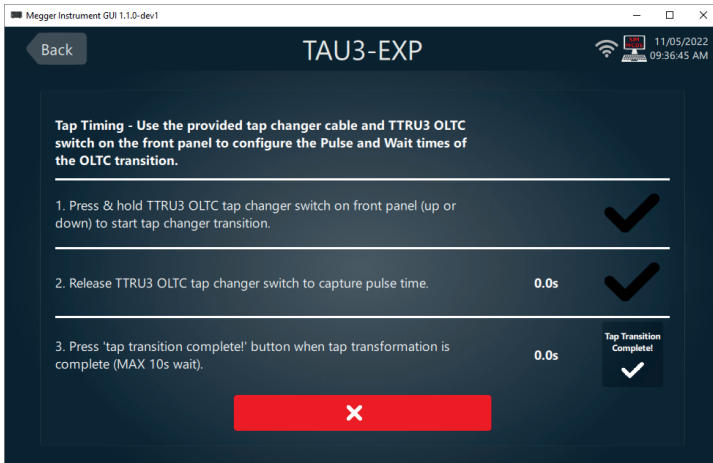 Megger Instrument GUI 1.1.0-dev1
Back
TAU3-EXP
SIM
MODE
11/05/2022
09:36:45 AM
Tap Timing - Use the provided tap changer cable and TTRU3 OLTC
switch on the front panel to configure the Pulse and Wait times of
the OLTC transition.
1. Press & hold TTRU3 OLTC tap changer switch on front panel (up or
down) to start tap changer transition.
2. Release TTRU3 OLTC tap changer switch to capture pulse time.
0.0s
3. Press 'tap transition complete!' button when tap transformation is
complete (MAX 10s wait).
0.0s
Tap Transition
Complete!